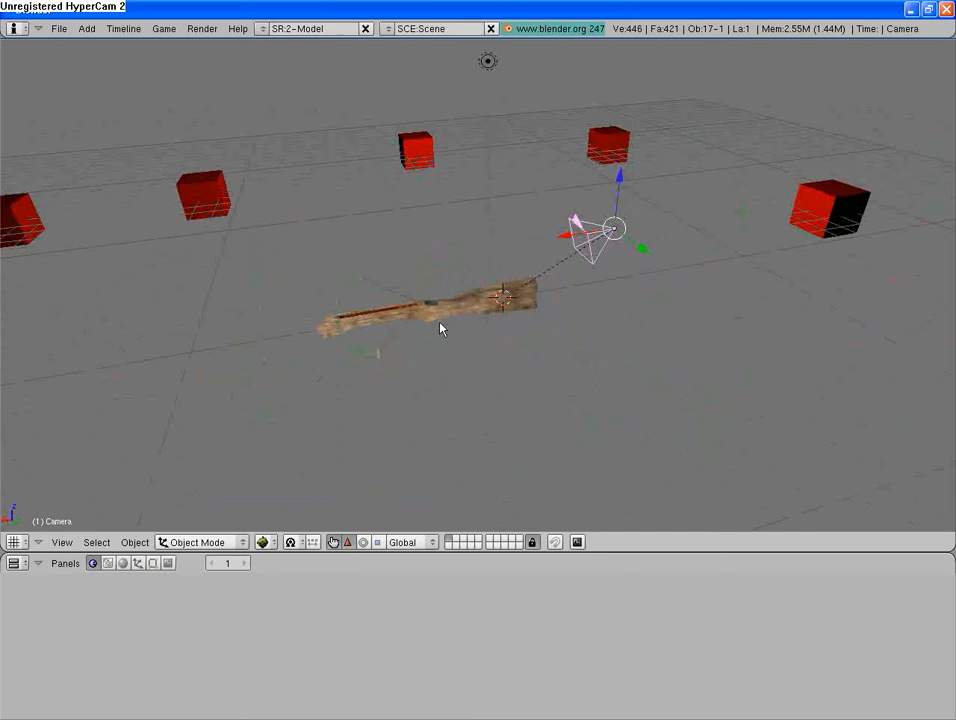 Unregistered HyperCam 2
File Add Timeline Game Render Help SR:2-Model SCE:Scene www.blender.org 247 Ve:446 | Fa:421 | Ob:17-1 | La:1 | Mem:2.55M (1.44M) | Time: | Camera
z
(1) Camera
View Select Object Object Mode Global
Panels 1